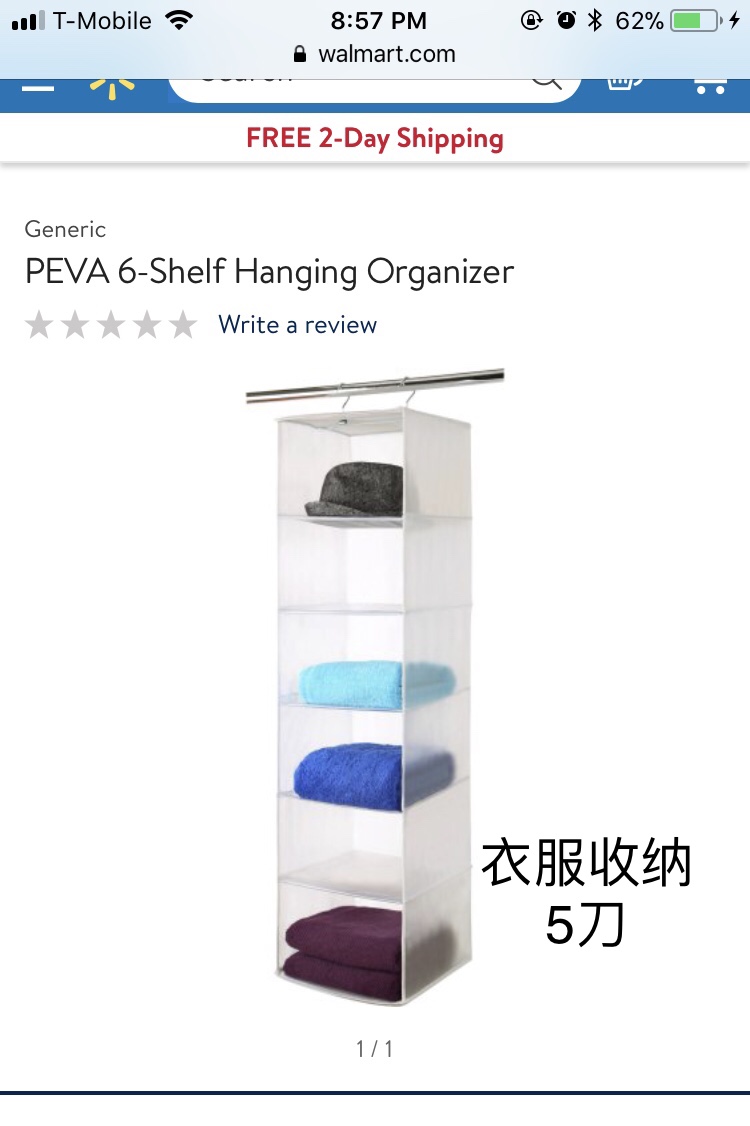 T-Mobile 8:57 PM 62%
walmart.com
FREE 2-Day Shipping
Generic
PEVA 6-Shelf Hanging Organizer
Write a review
衣服收纳
5刀
1 / 1